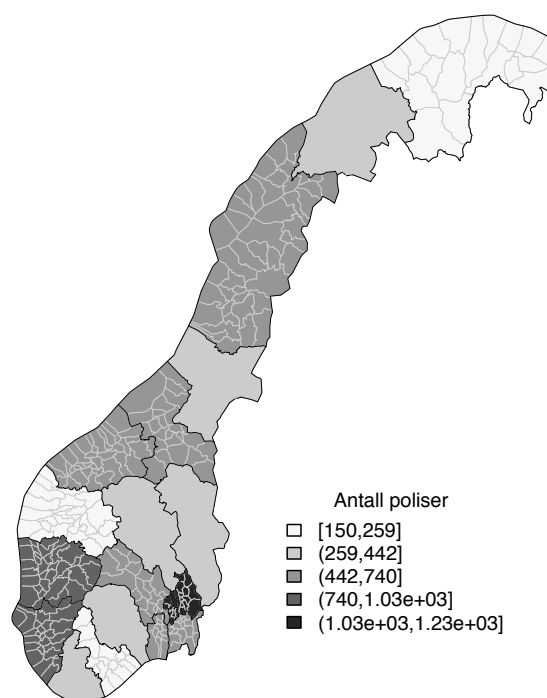 Antall poliser
[150,259]
(259,442]
(442,740]
(740,1.03e+03]
(1.03e+03,1.23e+03]